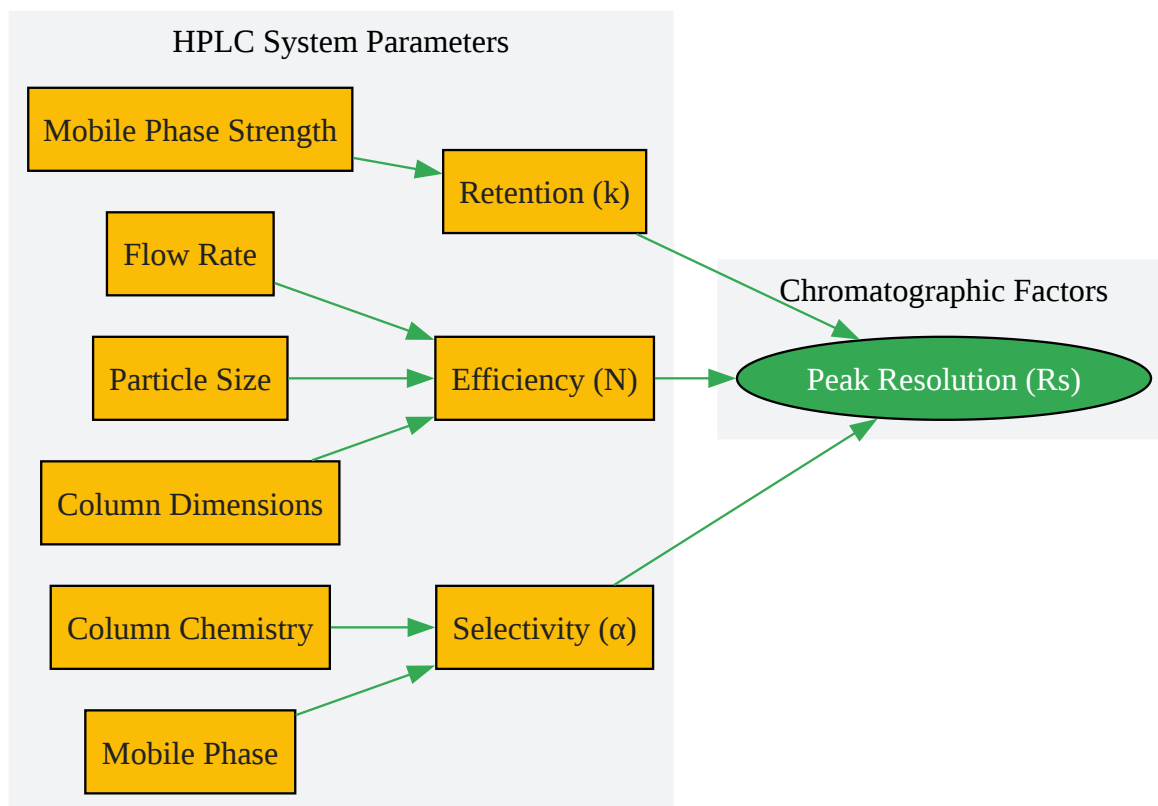 HPLC System Parameters
Mobile Phase Strength
Retention (k)
Flow Rate
Chromatographic Factors
Particle Size
Efficiency (N)
Peak Resolution (Rs)
Column Dimensions
Column Chemistry
Selectivity (α)
Mobile Phase